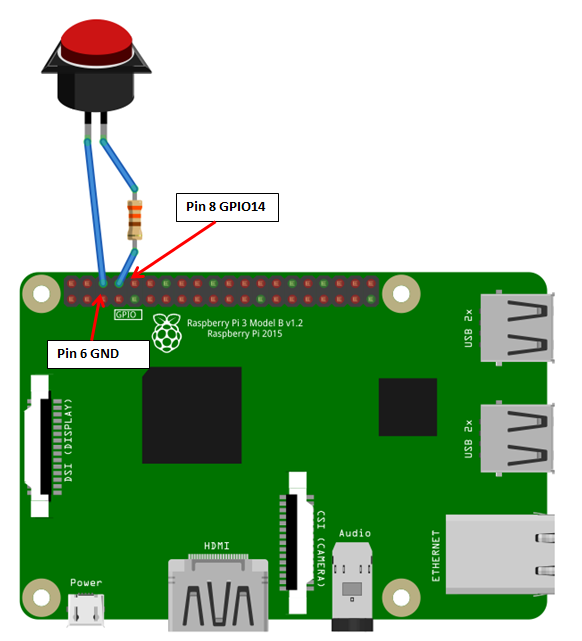 Pin 8 GPIO14
GPIO
Raspberry Pi 3 Model B v1.2
Raspberry Pi 2015
Pin 6 GND
USB 2x
DSI (DISPLAY)
USB 2x
CSI (CAMERA)
Audio
HDMI
ETHERNET
Power